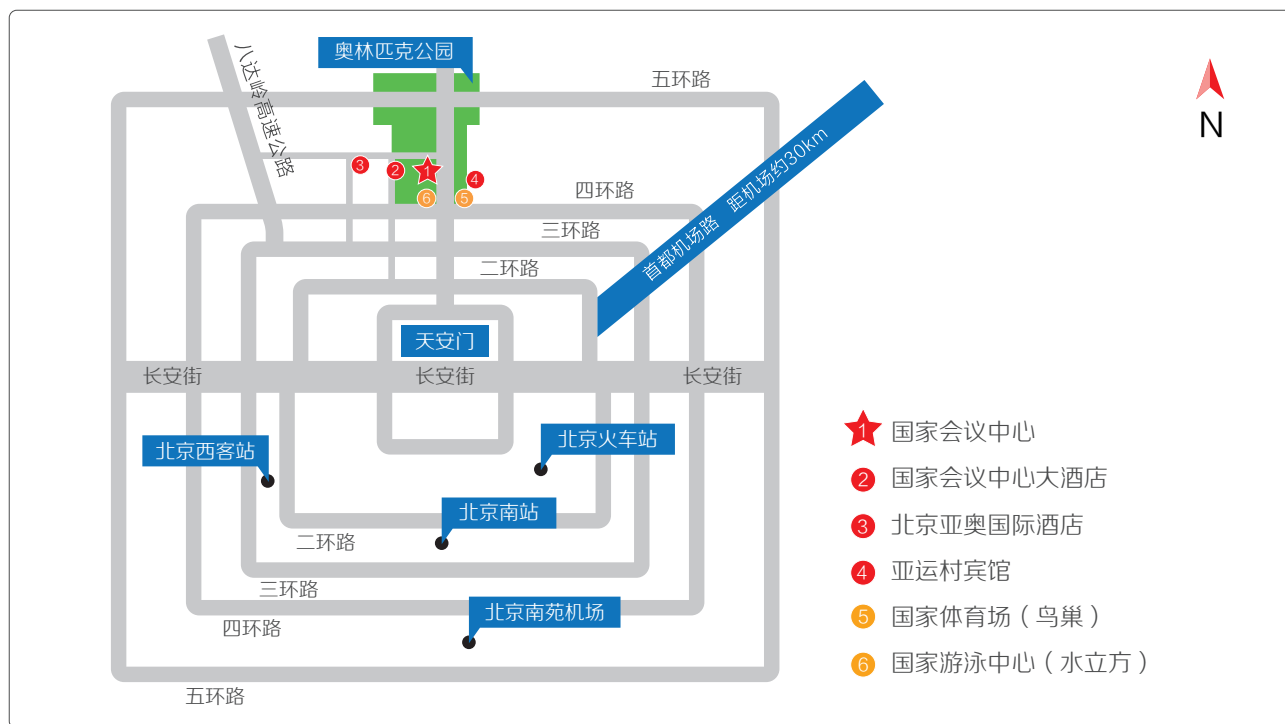 奥林匹克公园
八达岭高速公路
五环路
N
3
2
1
4
6
5
四环路
三环路
二环路
首都机场路 距机场约30km
天安门
长安街
长安街
长安街
北京西客站
北京火车站
北京南站
二环路
三环路
北京南苑机场
四环路
五环路
1 国家会议中心
2 国家会议中心大酒店
3 北京亚奥国际酒店
4 亚运村宾馆
5 国家体育场（鸟巢）
6 国家游泳中心（水立方）